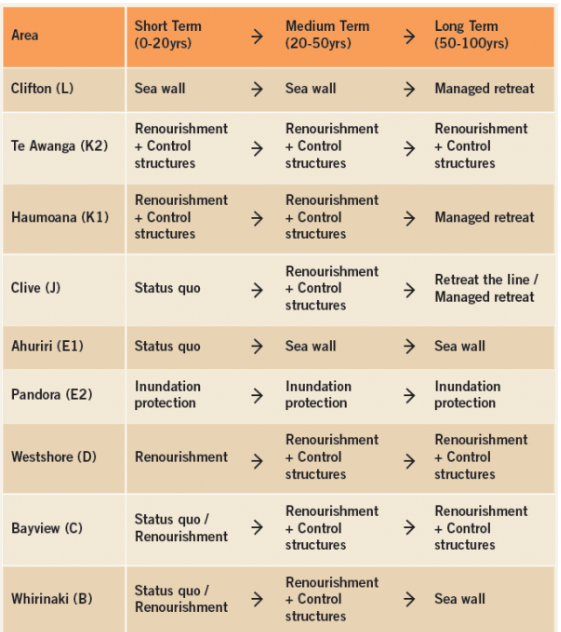 Area
Short Term
(0-20yrs)
→
Medium Term
(20-50yrs)
→
Long Term
(50-100yrs)
Clifton (L)
Sea wall
→
Sea wall
→
Managed retreat
Te Awanga (K2)
Renourishment
+ Control
structures
→
Renourishment
+ Control
structures
→
Renourishment
+ Control
structures
Haumoana (K1)
Renourishment
+ Control
structures
→
Renourishment
+ Control
structures
→
Managed retreat
Clive (J)
Status quo
→
Renourishment
+ Control
structures
→
Retreat the line /
Managed retreat
Ahuriri (E1)
Status quo
→
Sea wall
→
Sea wall
Pandora (E2)
Inundation
protection
→
Inundation
protection
→
Inundation
protection
Westshore (D)
Renourishment
→
Renourishment
+ Control
structures
→
Renourishment
+ Control
structures
Bayview (C)
Status quo /
Renourishment
→
Renourishment
+ Control
structures
→
Renourishment
+ Control
structures
Whirinaki (B)
Status quo /
Renourishment
→
Renourishment
+ Control
structures
→
Sea wall